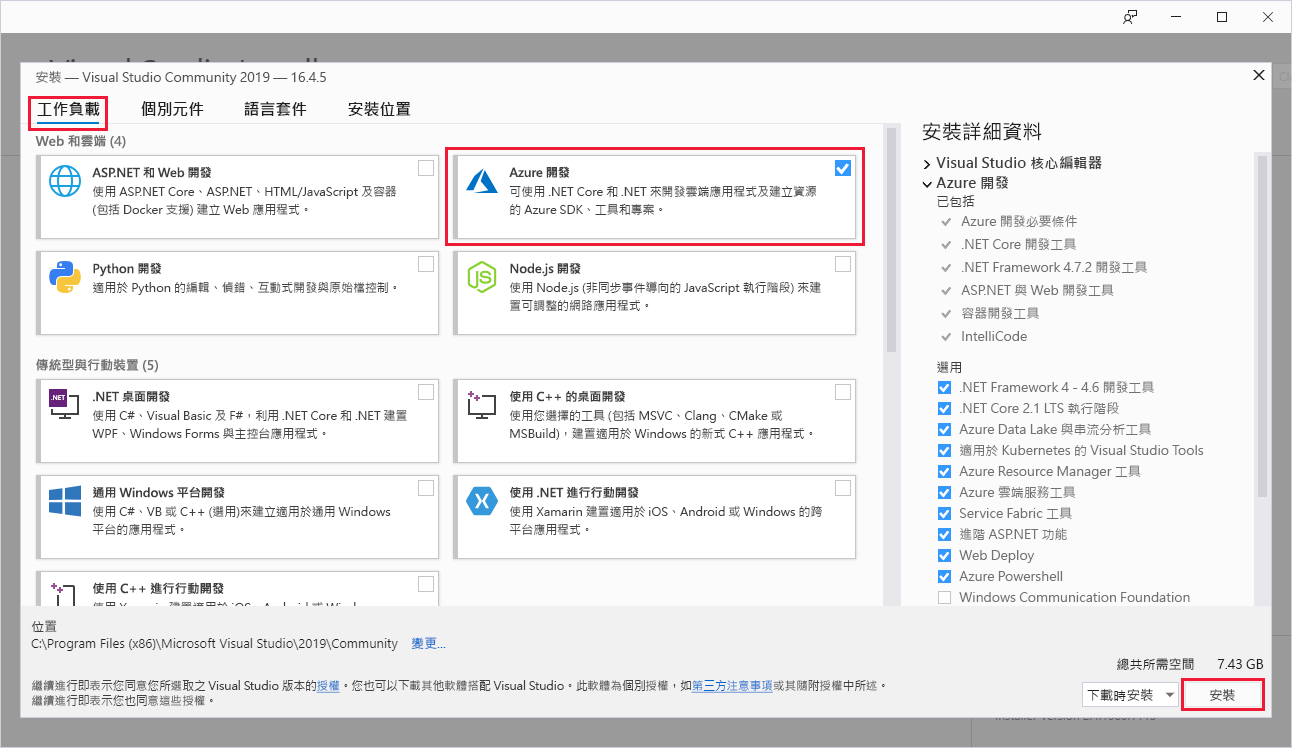 安裝 — Visual Studio Community 2019 — 16.4.5
工作負載 個別元件 語言套件 安裝位置
Web 和雲端 (4)
ASP.NET 和 Web 開發
使用 ASP.NET Core、ASP.NET、HTML/JavaScript 及容器
(包括 Docker 支援) 建立 Web 應用程式。
Azure 開發
可使用 .NET Core 和 .NET 來開發雲端應用程式及建立資源
的 Azure SDK、工具和專案。
Python 開發
適用於 Python 的編輯、偵錯、互動式開發與原始檔控制。
Node.js 開發
使用 Node.js (非同步事件導向的 JavaScript 執行階段) 來建
置可調整的網路應用程式。
傳統型與行動裝置 (5)
.NET 桌面開發
使用 C#、Visual Basic 及 F#，利用 .NET Core 和 .NET 建置
WPF、Windows Forms 與主控台應用程式。
使用 C++ 的桌面開發
使用您選擇的工具 (包括 MSVC、Clang、CMake 或
MSBuild)，建置適用於 Windows 的新式 C++ 應用程式。
通用 Windows 平台開發
使用 C#、VB 或 C++ (選用)來建立適用於通用 Windows
平台的應用程式。
使用 .NET 進行行動開發
使用 Xamarin 建置適用於 iOS、Android 或 Windows 的跨
平台應用程式。
使用 C++ 進行行動開發
安裝詳細資料
Visual Studio 核心編輯器
Azure 開發
已包括
Azure 開發必要條件
.NET Core 開發工具
.NET Framework 4.7.2 開發工具
ASP.NET 與 Web 開發工具
容器開發工具
IntelliCode
選用
.NET Framework 4 - 4.6 開發工具
.NET Core 2.1 LTS 執行階段
Azure Data Lake 與串流分析工具
適用於 Kubernetes 的 Visual Studio Tools
Azure Resource Manager 工具
Azure 雲端服務工具
Service Fabric 工具
進階 ASP.NET 功能
Web Deploy
Azure Powershell
Windows Communication Foundation
位置
C:\Program Files (x86)\Microsoft Visual Studio\2019\Community 變更...
總共所需空間 7.43 GB
繼續進行即表示您同意您所選取之 Visual Studio 版本的授權。您也可以下載其他軟體搭配 Visual Studio。此軟體為個別授權，如第三方注意事項或其隨附授權中所述。
繼續進行即表示您也同意這些授權。
下載時安裝 安裝